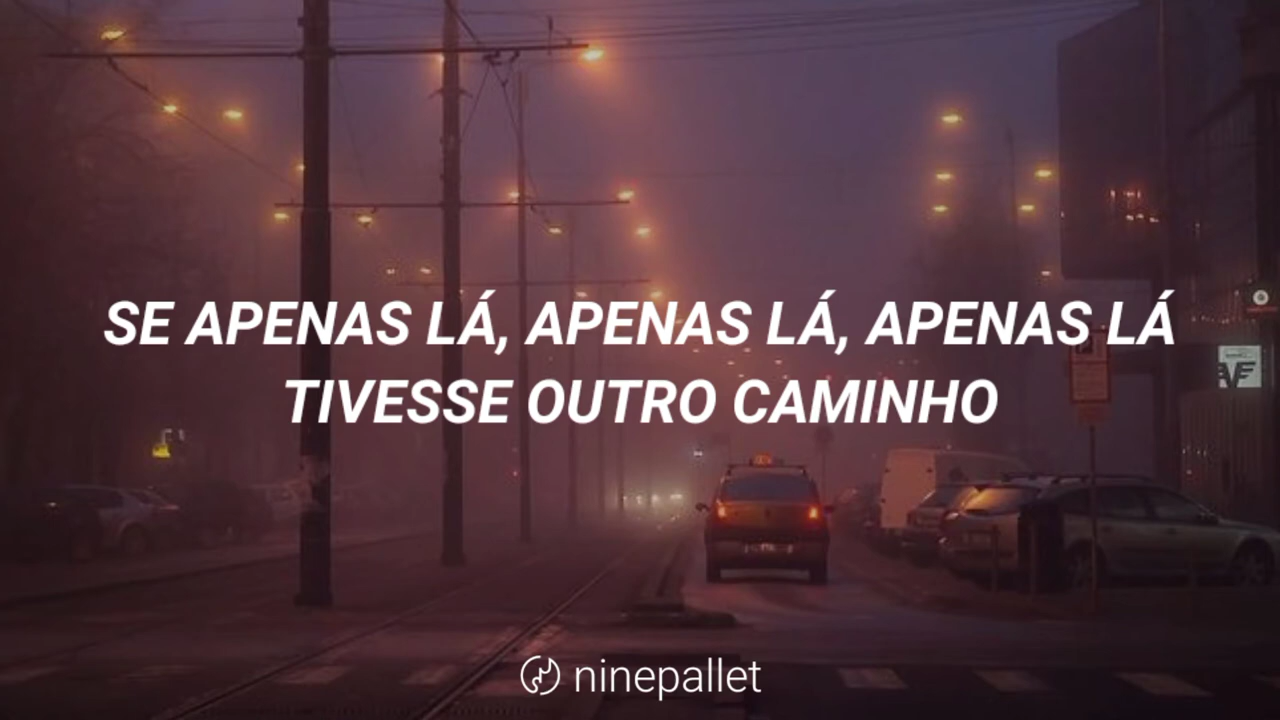 SE APENAS LÁ, APENAS LÁ, APENAS LÁ
TIVESSE OUTRO CAMINHO
ninepallet